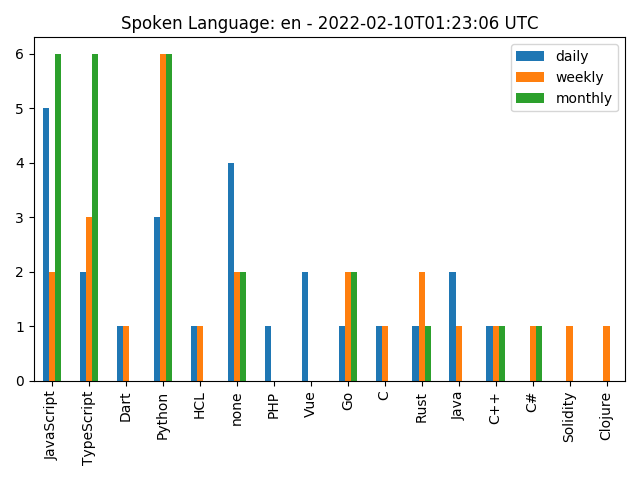 Spoken Language: en - 2022-02-10T01:23:06 UTC
daily
weekly
monthly
6
5
4
3
2
1
0
JavaScript
TypeScript
Dart
Python
HCL
none
PHP
Vue
Go
C
Rust
Java
C++
C#
Solidity
Clojure